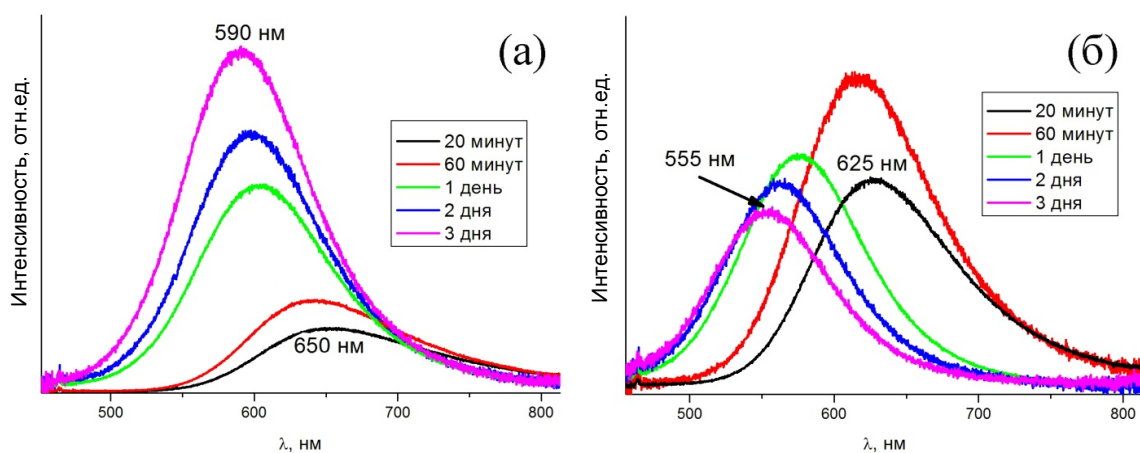 590 нм
(а)
20 минут
60 минут
1 день
2 дня
3 дня
650 нм
500
600
700
800
λ, нм
Интенсивность, отн.ед.
(б)
20 минут
60 минут
1 день
2 дня
3 дня
555 нм
625 нм
500
600
700
800
λ, нм
Интенсивность, отн.ед.